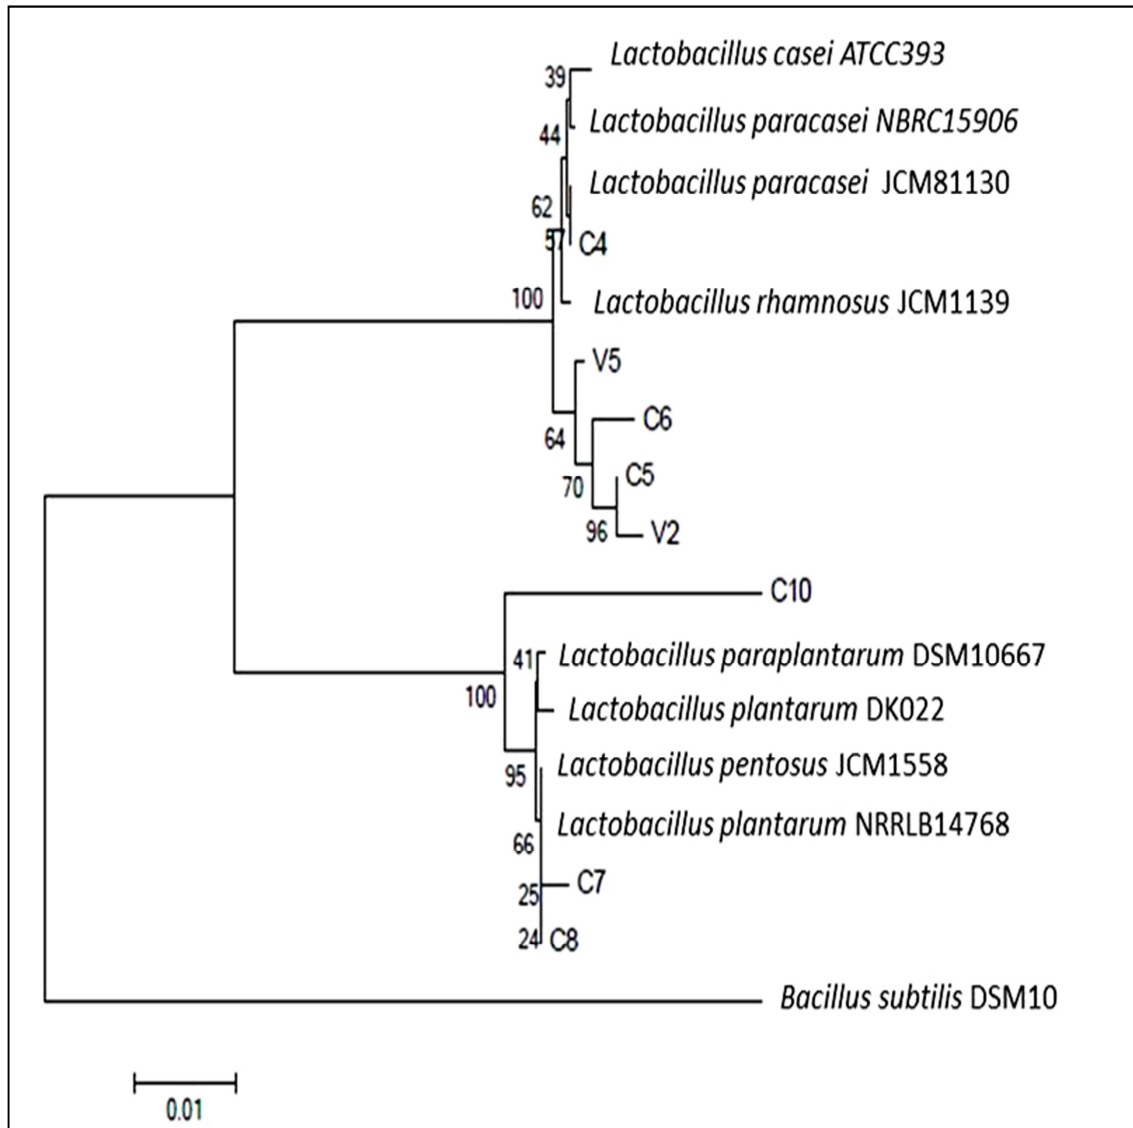 Lactobacillus casei ATCC393
39
Lactobacillus paracasei NBRC15906
44
Lactobacillus paracasei JCM81130
62
57 C4
100
Lactobacillus rhamnosus JCM1139
V5
C6
64
C5
70
96 V2
C10
41 Lactobacillus paraplantarum DSM10667
100
Lactobacillus plantarum DK022
Lactobacillus pentosus JCM1558
95
Lactobacillus plantarum NRRLB14768
66
C7
25
24 C8
Bacillus subtilis DSM10
0.01